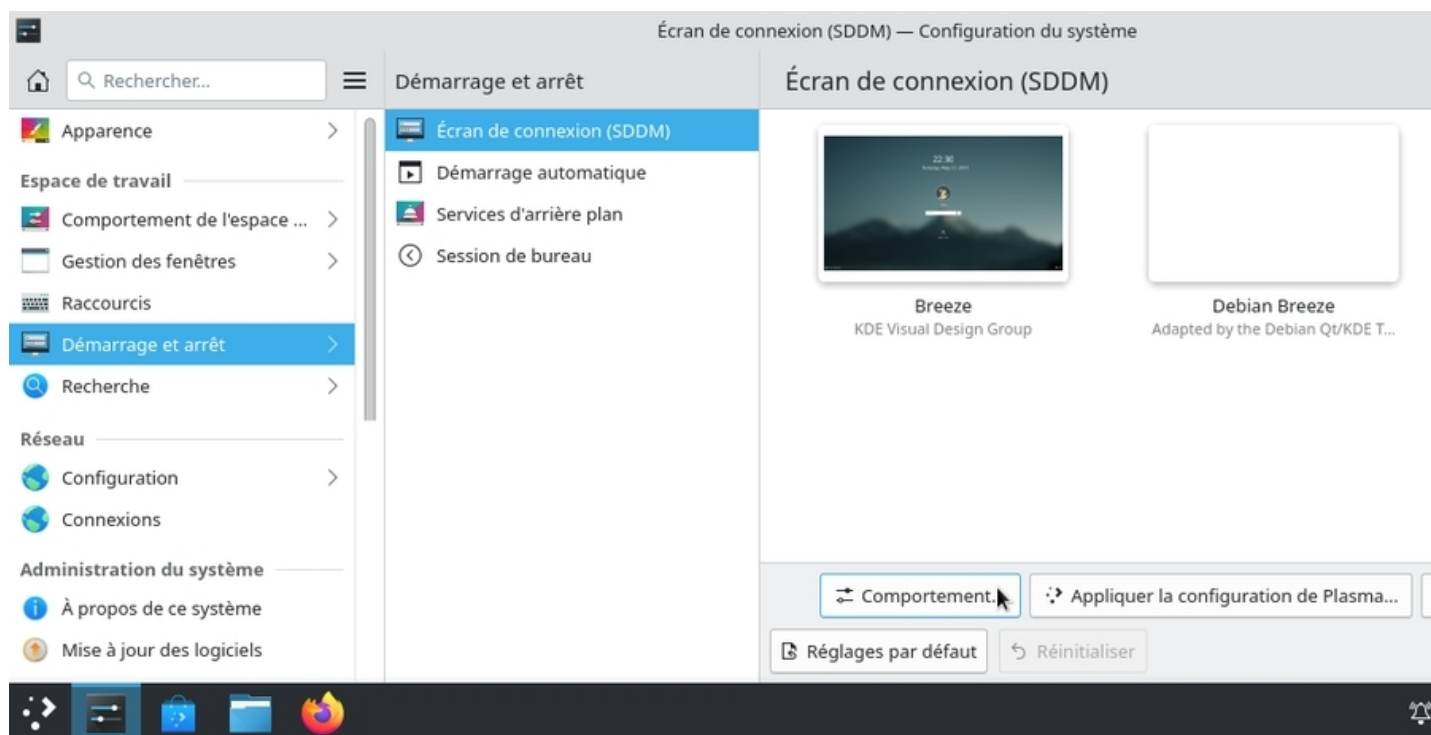 Écran de connexion (SDDM) — Configuration du système
Rechercher...
Démarrage et arrêt
Écran de connexion (SDDM)
Apparence
Espace de travail
Comportement de l'espace ...
Gestion des fenêtres
Raccourcis
Démarrage et arrêt
Recherche
Réseau
Configuration
Connexions
Administration du système
À propos de ce système
Mise à jour des logiciels
Écran de connexion (SDDM)
Démarrage automatique
Services d'arrière plan
Session de bureau
22:30
Breeze
KDE Visual Design Group
Debian Breeze
Adapted by the Debian Qt/KDE T...
Comportement...
Appliquer la configuration de Plasma...
Réglages par défaut
Réinitialiser